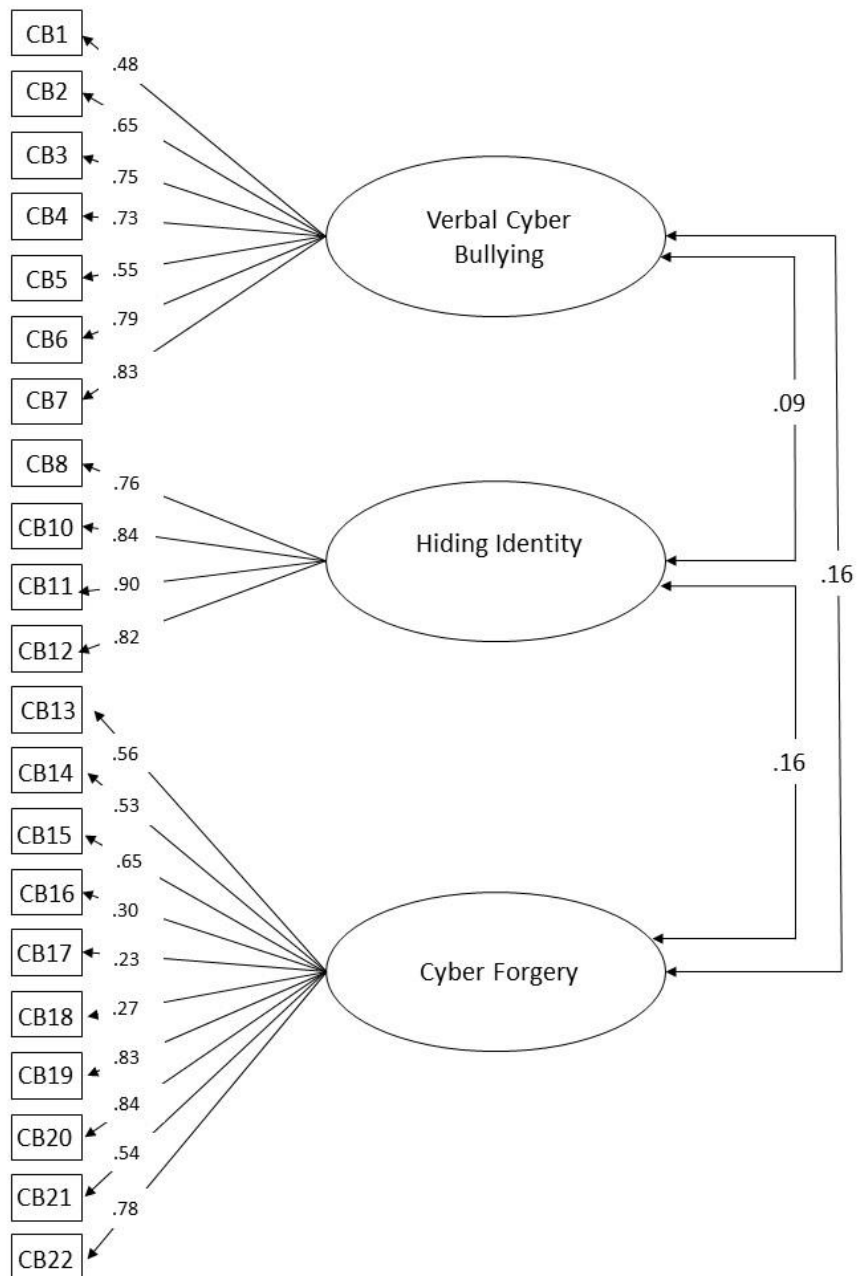 CB1
.48
CB2
.65
CB3
.75
CB4
.73
CB5
.55
CB6
.79
CB7
.83
Verbal Cyber
Bullying
.09
CB8
.76
CB10
.84
CB11
.90
CB12
.82
Hiding Identity
.16
.16
CB13
.56
CB14
.53
CB15
.65
CB16
.30
CB17
.23
CB18
.27
CB19
.83
CB20
.84
CB21
.54
CB22
.78
Cyber Forgery